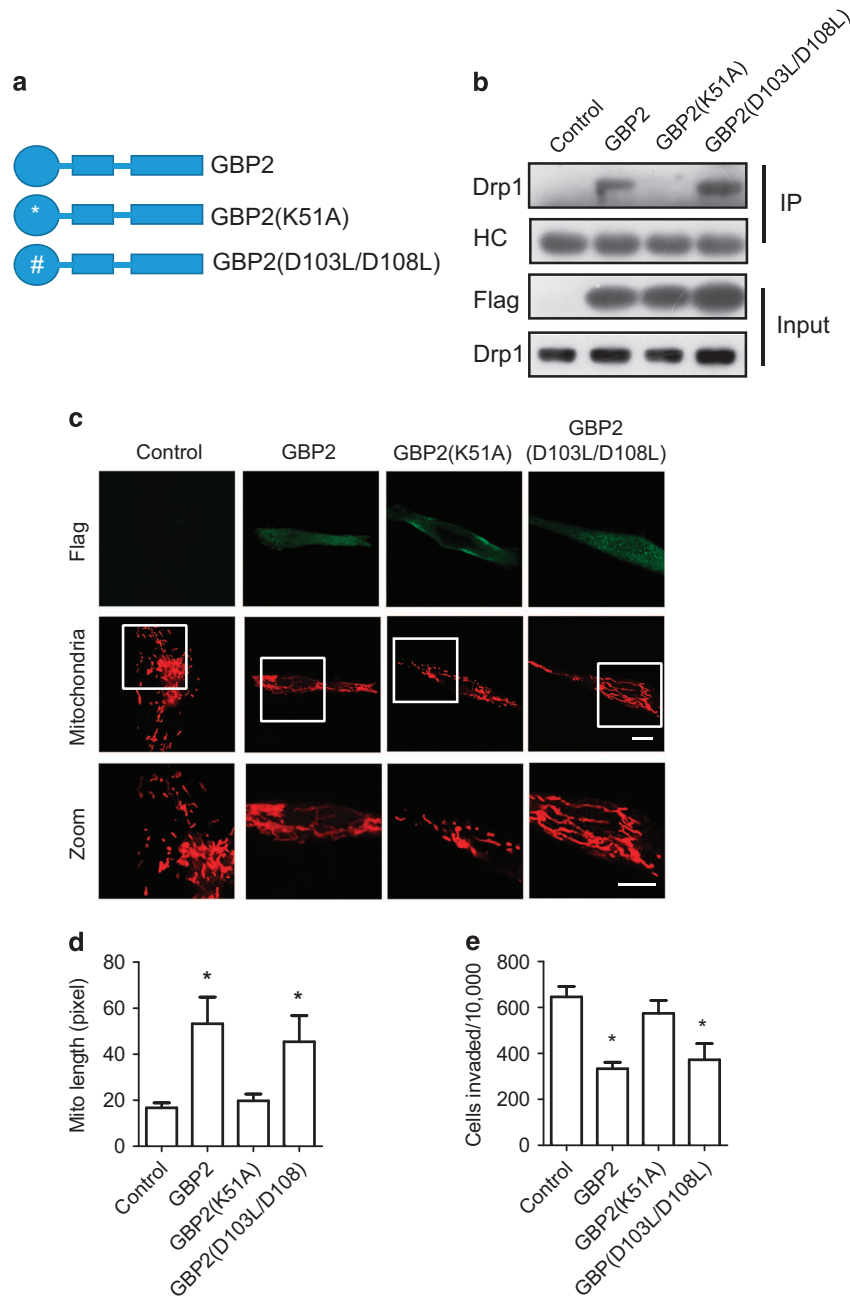 a
GBP2
*
GBP2(K51A)
#
GBP2(D103L/D108L)
b
Control
GBP2
GBP2(K51A)
GBP2(D103L/D108L)
Drp1
HC
IP
Flag
Drp1
Input
c
Control
GBP2
GBP2(K51A)
GBP2
(D103L/D108L)
Flag
Mitochondria
Zoom
d
Mito length (pixel)
80
60
40
20
0
*
*
Control
GBP2
GBP2(K51A)
GBP2(D103L/D108)
e
Cells invaded/10,000
800
600
400
200
0
*
*
Control
GBP2
GBP2(K51A)
GBP(D103L/D108L)